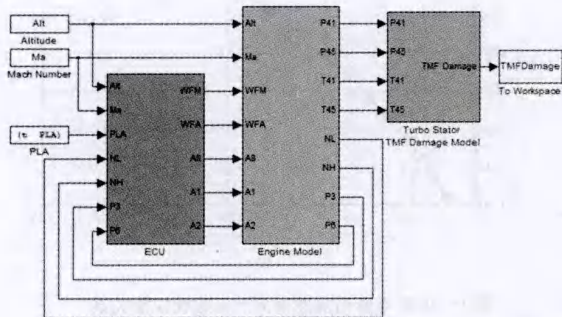 Alt
Altitude
Ma
Mach Number
(t PLA)
PLA
Alt
Ma
PLA
NL
NH
P3
P6
WFM
WFA
A8
A1
A2
ECU
Alt
Ma
WFM
WFA
A8
A1
A2
P41
P45
T41
T45
NL
NH
P3
P6
Engine Model
P41
P45
T41
T45
TMF Damage
Turbo Stator
TMF Damage Model
TMFDamage
To Workspace